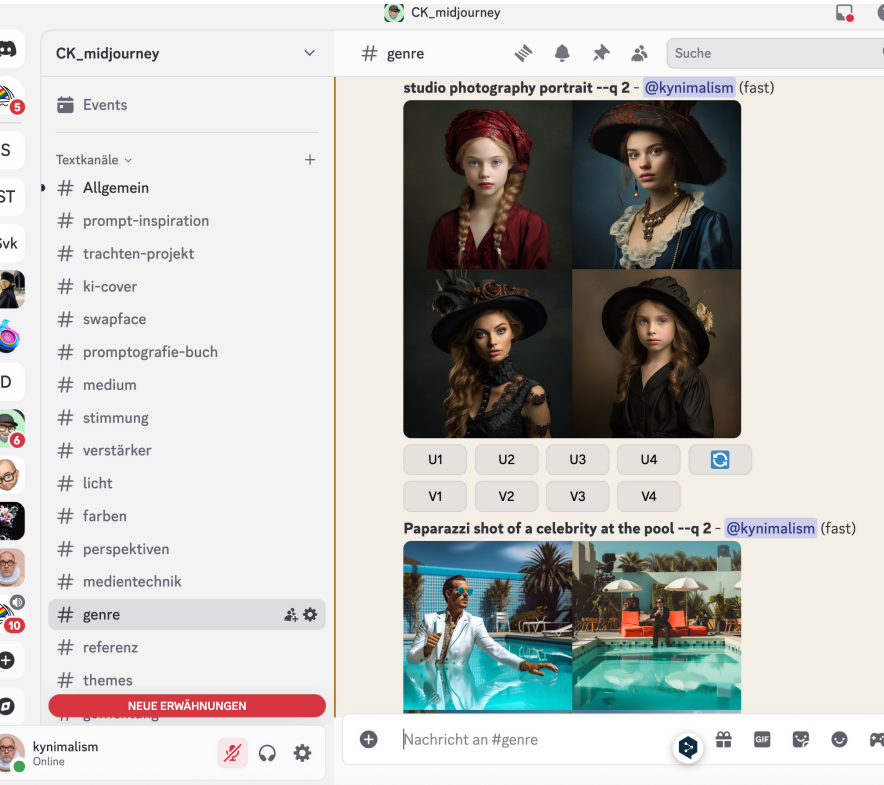 CK_midjourney
CK_midjourney
Events
Textkanäle
Allgemein
prompt-inspiration
trachten-projekt
ki-cover
swapface
promptografie-buch
medium
stimmung
verstärker
licht
farben
perspektiven
medientechnik
genre
referenz
themes
NEUE ERWÄHNUNGEN
kynimalism
Online
5
S
ST
Svk
D
6
10
# genre
Suche
studio photography portrait --q 2 - @kynimalism (fast)
U1 U2 U3 U4
V1 V2 V3 V4
Paparazzi shot of a celebrity at the pool --q 2 - @kynimalism (fast)
Nachricht an #genre
GIF